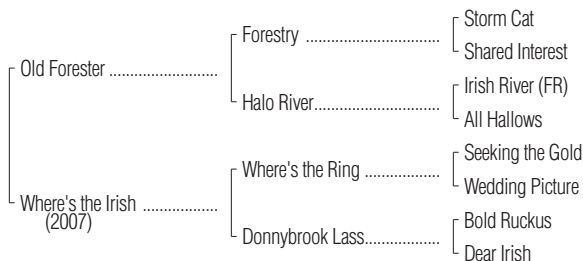 Storm Cat
Forestry ................................
Shared Interest
Old Forester ..........................
Irish River (FR)
Halo River..............................
All Hallows
Seeking the Gold
Where's the Ring ..................
Wedding Picture
Where's the Irish ..................
(2007)
Bold Ruckus
Donnybrook Lass..................
Dear Irish